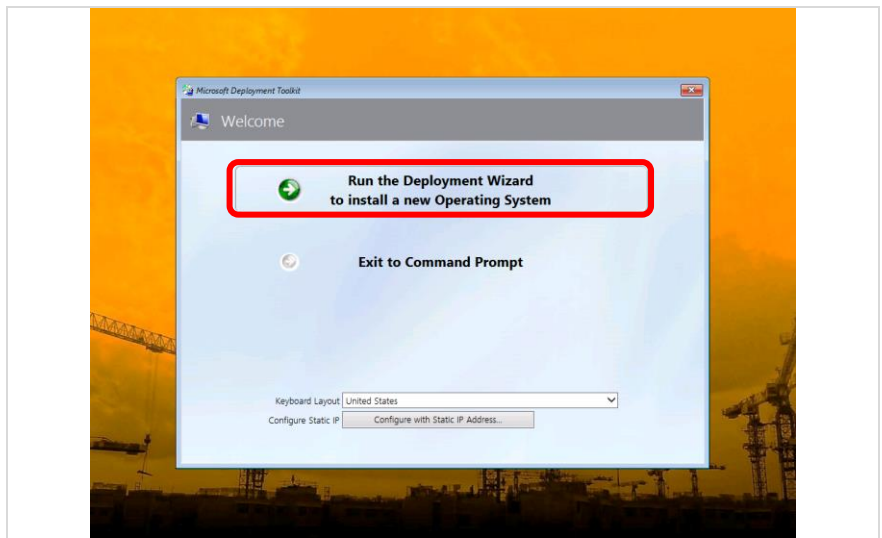 Microsoft Deployment Toolkit
Welcome
Run the Deployment Wizard
to install a new Operating System
Exit to Command Prompt
Keyboard Layout United States
Configure Static IP Configure with Static IP Address...